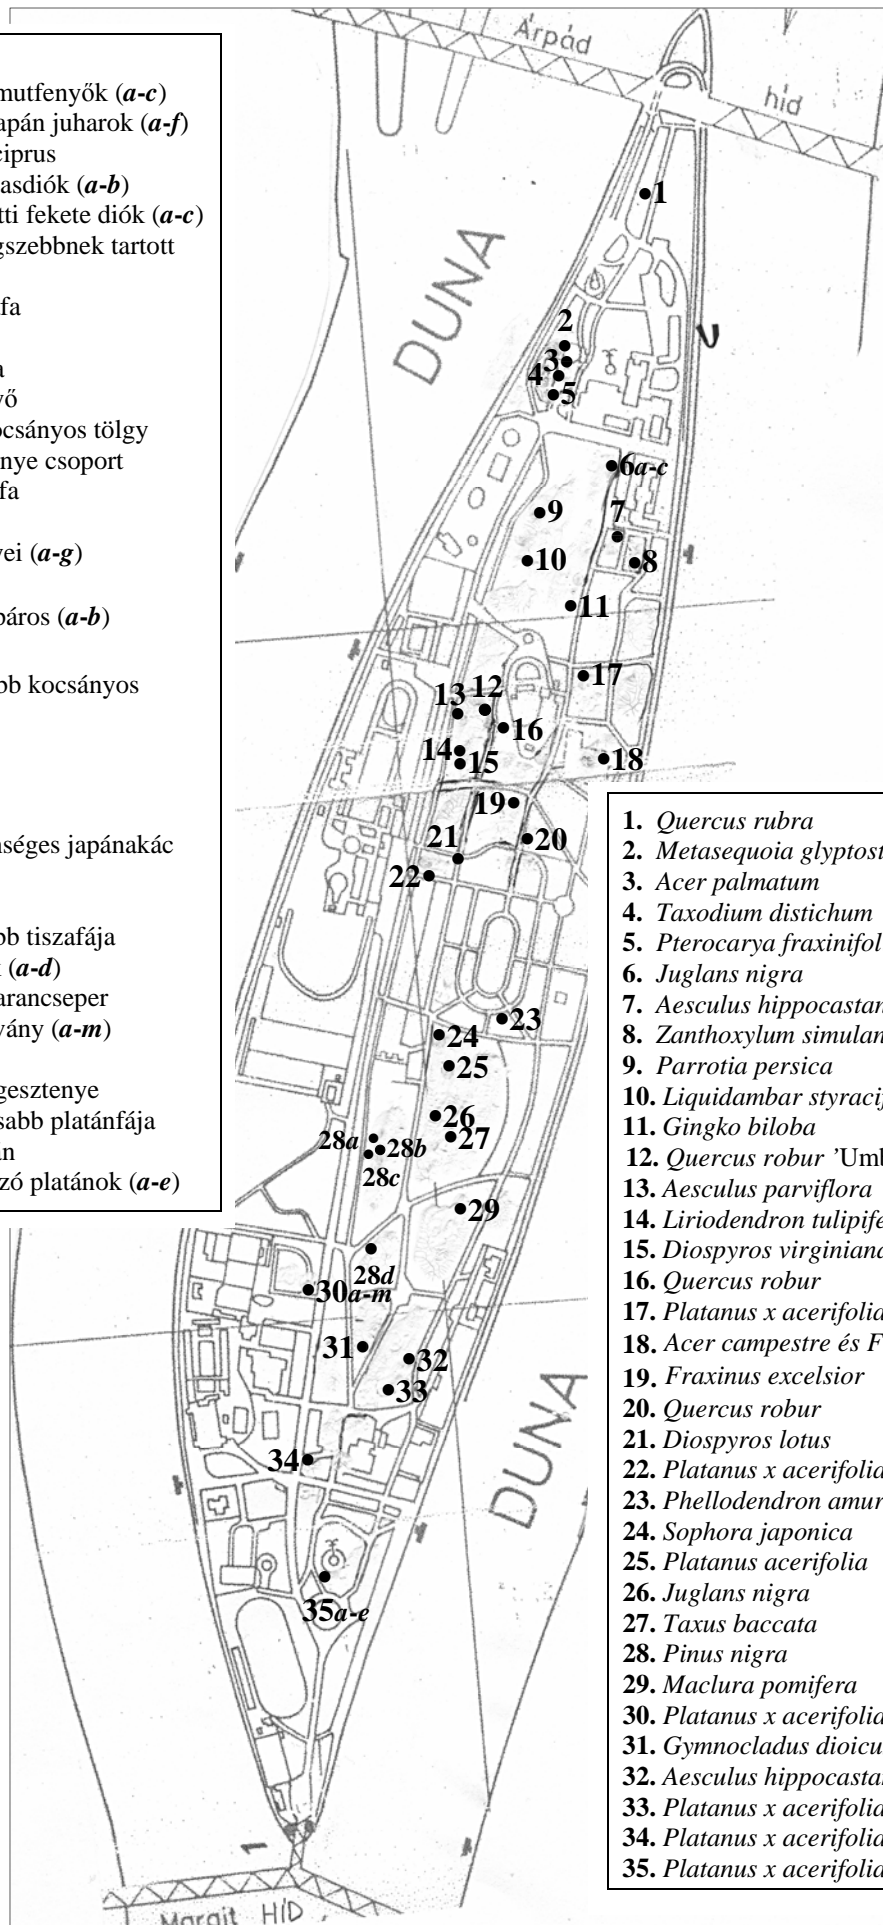 Árpád
híd
mutfenyők (a-c)
apán juharok (a-f)
ciprus
asdiók (a-b)
tti fekete diók (a-c)
gszebbnek tartott
fa
a
vő
ocsányos tölgy
nye csoport
fa
yei (a-g)
páros (a-b)
bb kocsányos
nséges japánakác
bb tiszafája
k (a-d)
arancseper
vány (a-m)
gesztenye
sabb platánfája
án
zó platánok (a-e)
DUNA
1
2
3
4
5
6a-c
7
9
8
10
11
17
12
13
16
14
15
18
19
20
21
22
23
24
25
26
27
28a
28b
28c
29
28d
30a-m
31
32
33
34
35a-e
DUNA
1. Quercus rubra
2. Metasequoia glyptost
3. Acer palmatum
4. Taxodium distichum
5. Pterocarya fraxinifol
6. Juglans nigra
7. Aesculus hippocastan
8. Zanthoxylum simulan
9. Parrotia persica
10. Liquidambar styracif
11. Gingko biloba
12. Quercus robur ’Umb
13. Aesculus parviflora
14. Liriodendron tulipife
15. Diospyros virginiana
16. Quercus robur
17. Platanus x acerifolia
18. Acer campestre és F
19. Fraxinus excelsior
20. Quercus robur
21. Diospyros lotus
22. Platanus x acerifolia
23. Phellodendron amur
24. Sophora japonica
25. Platanus acerifolia
26. Juglans nigra
27. Taxus baccata
28. Pinus nigra
29. Maclura pomifera
30. Platanus x acerifolia
31. Gymnocladus dioicu
32. Aesculus hippocasta
33. Platanus x acerifolia
34. Platanus x acerifolia
35. Platanus x acerifolia
1
Margit HÍD